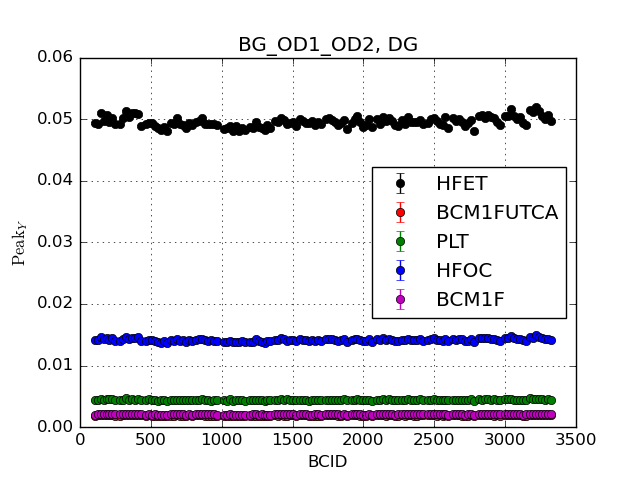 BG_OD1_OD2, DG
0.06
0.05
0.04
0.03
0.02
0.01
0.00
Peak_Y
HFET
BCM1FUTCA
PLT
HFOC
BCM1F
0 500 1000 1500 2000 2500 3000 3500
BCID